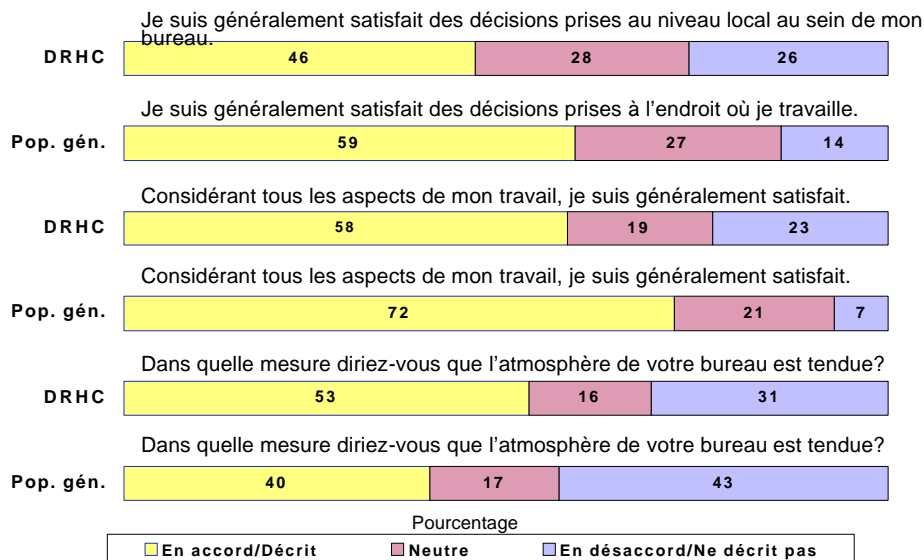 Je suis généralement satisfait des décisions prises au niveau local au sein de mon
bureau.
DRHC 46 28 26
Je suis généralement satisfait des décisions prises à l'endroit où je travaille.
Pop. gén. 59 27 14
Considérant tous les aspects de mon travail, je suis généralement satisfait.
DRHC 58 19 23
Considérant tous les aspects de mon travail, je suis généralement satisfait.
Pop. gén. 72 21 7
Dans quelle mesure diriez-vous que l'atmosphère de votre bureau est tendue?
DRHC 53 16 31
Dans quelle mesure diriez-vous que l'atmosphère de votre bureau est tendue?
Pop. gén. 40 17 43
Pourcentage
En accord/Décrit Neutre En désaccord/Ne décrit pas